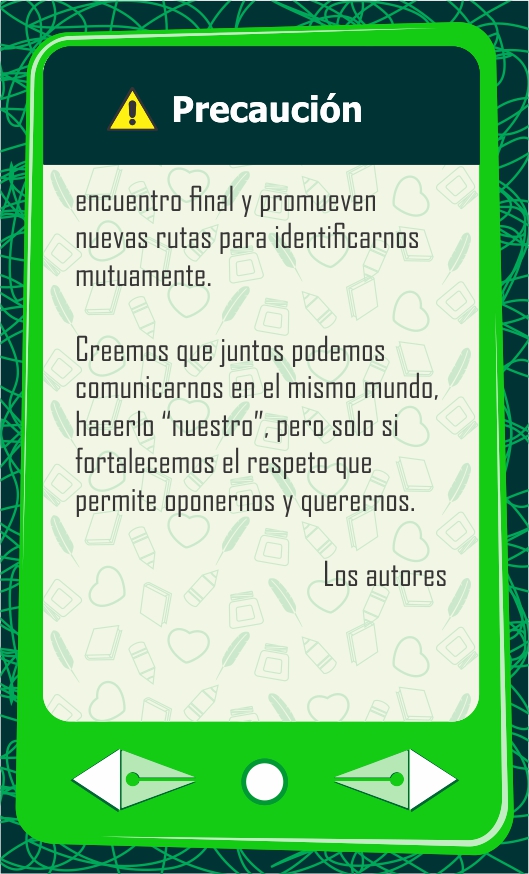 Precaución
encuentro final y promueven
nuevas rutas para identificarnos
mutuamente.
Creemos que juntos podemos
comunicarnos en el mismo mundo,
hacerlo “nuestro”, pero solo si
fortalecemos el respeto que
permite oponernos y querernos.
Los autores